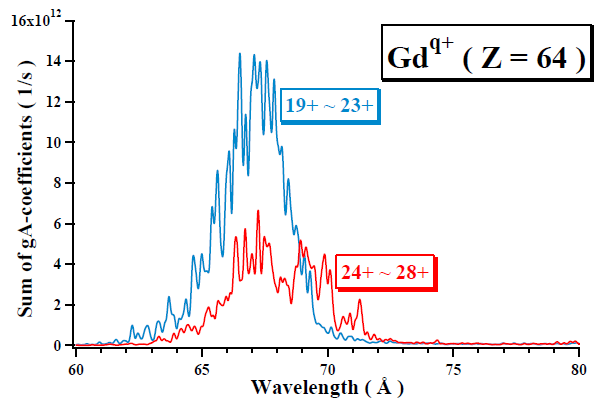 16x10¹²
14
12
10
8
6
4
2
0
Sum of gA-coefficients ( 1/s )
Gd^q+ ( Z = 64 )
19+ ~ 23+
24+ ~ 28+
60
65
70
75
80
Wavelength ( Å )